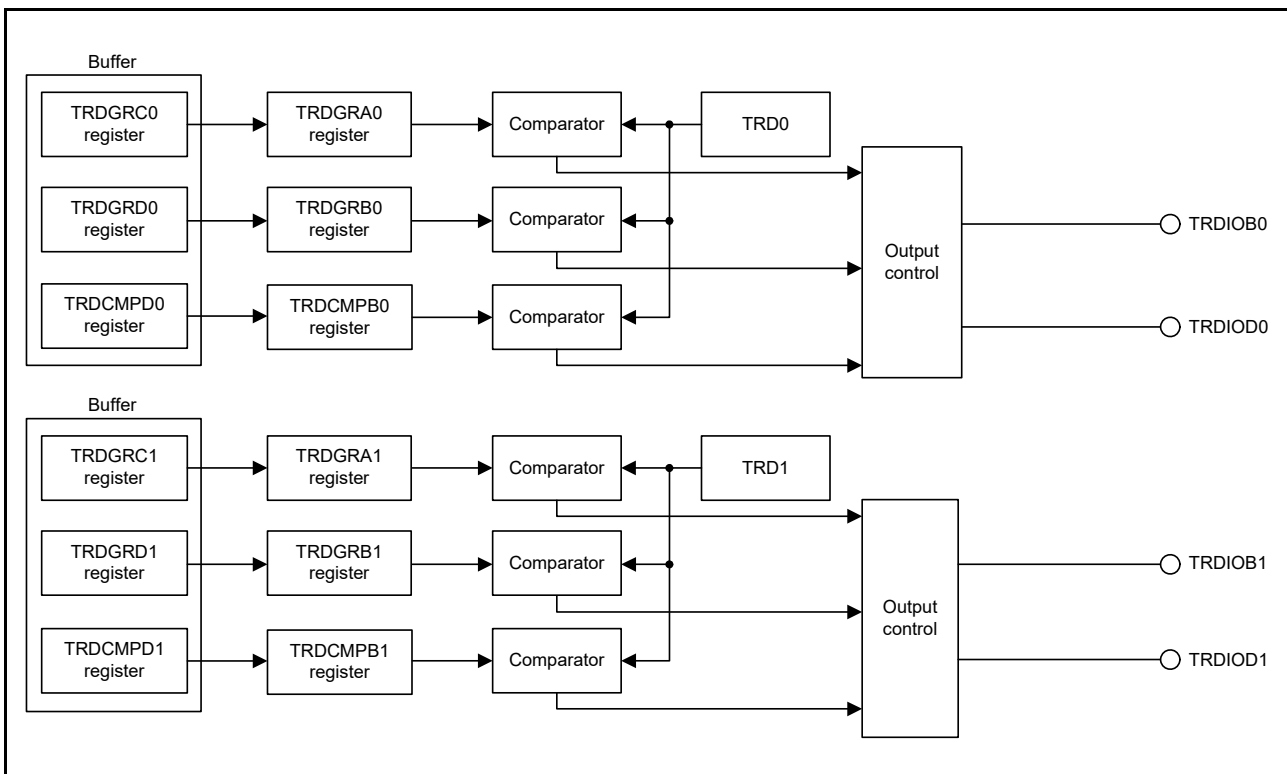 Buffer
TRDGRC0
register
TRDGRA0
register
Comparator
TRD0
TRDGRD0
register
TRDGRB0
register
Comparator
TRDCMPD0
register
TRDCMPB0
register
Comparator
Output
control
TRDIOB0
TRDIOD0
Buffer
TRDGRC1
register
TRDGRA1
register
Comparator
TRD1
TRDGRD1
register
TRDGRB1
register
Comparator
TRDCMPD1
register
TRDCMPB1
register
Comparator
Output
control
TRDIOB1
TRDIOD1